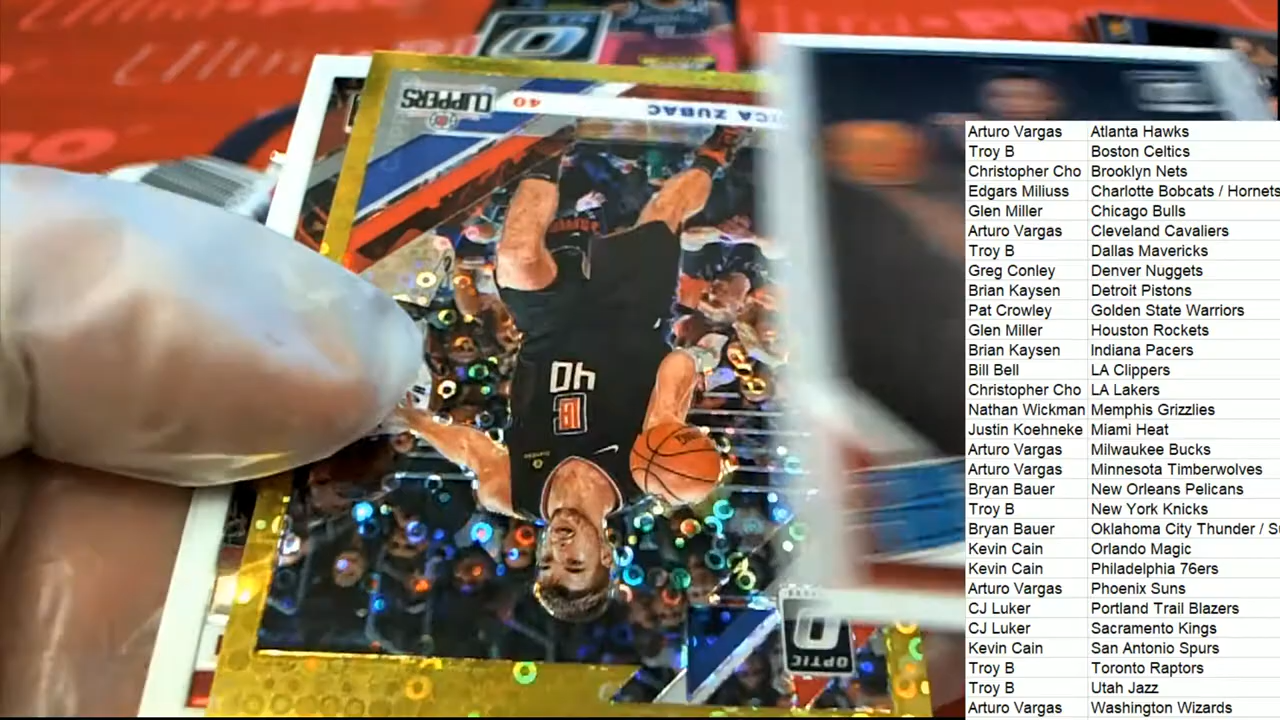 CLIPPERS 40 ICA ZUBAC
40
OPTIC
Arturo Vargas Atlanta Hawks
Troy B Boston Celtics
Christopher Cho Brooklyn Nets
Edgars Miliuss Charlotte Bobcats / Hornets
Glen Miller Chicago Bulls
Arturo Vargas Cleveland Cavaliers
Troy B Dallas Mavericks
Greg Conley Denver Nuggets
Brian Kaysen Detroit Pistons
Pat Crowley Golden State Warriors
Glen Miller Houston Rockets
Brian Kaysen Indiana Pacers
Bill Bell LA Clippers
Christopher Cho LA Lakers
Nathan Wickman Memphis Grizzlies
Justin Koehneke Miami Heat
Arturo Vargas Milwaukee Bucks
Arturo Vargas Minnesota Timberwolves
Bryan Bauer New Orleans Pelicans
Troy B New York Knicks
Bryan Bauer Oklahoma City Thunder / S
Kevin Cain Orlando Magic
Kevin Cain Philadelphia 76ers
Arturo Vargas Phoenix Suns
CJ Luker Portland Trail Blazers
CJ Luker Sacramento Kings
Kevin Cain San Antonio Spurs
Troy B Toronto Raptors
Troy B Utah Jazz
Arturo Vargas Washington Wizards